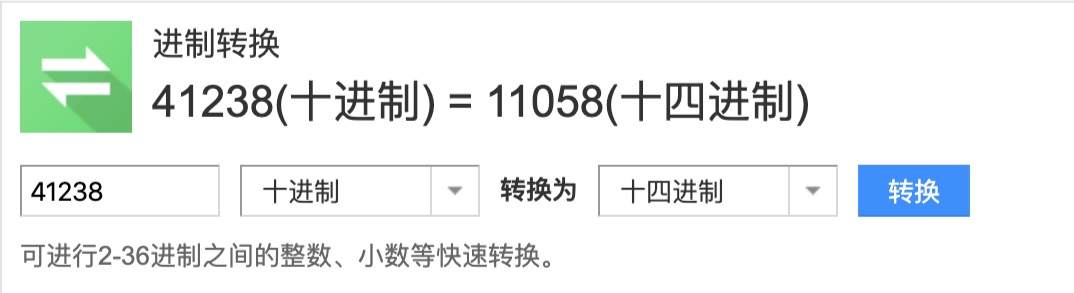 进制转换
41238(十进制) = 11058(十四进制)
41238 十进制 转换为 十四进制 转换
可进行2-36进制之间的整数、小数等快速转换。